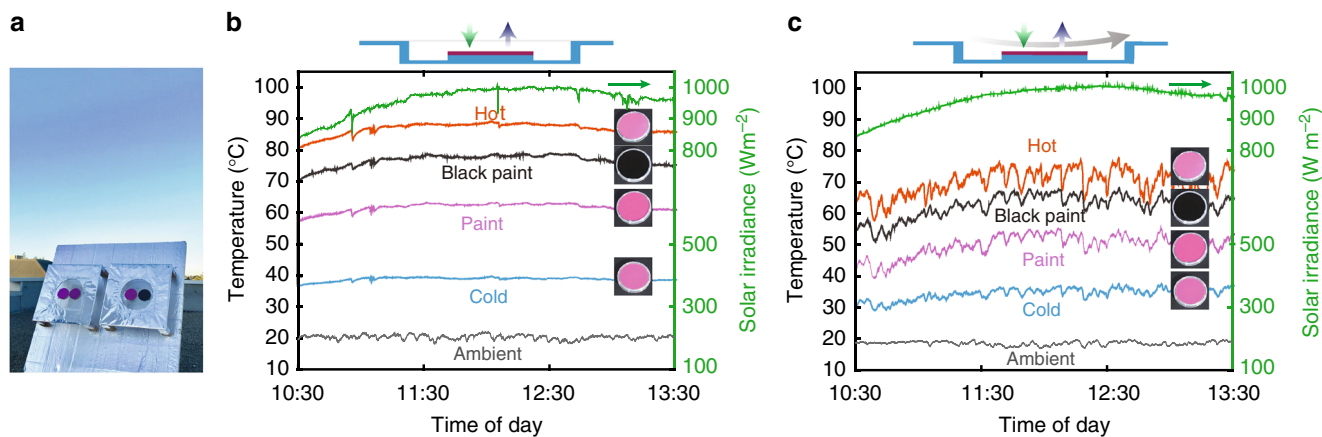 a
b
c
100
90
80
70
60
50
40
30
20
10
Temperature (°C)
Hot
Black paint
Paint
Cold
Ambient
1000
900
800
500
300
100
Solar irradiance (Wm−2)
10:30 11:30 12:30 13:30
Time of day
100
90
80
70
60
50
40
30
20
10
Temperature (°C)
Hot
Black paint
Paint
Cold
Ambient
1000
900
800
500
300
100
Solar irradiance (W m−2)
10:30 11:30 12:30 13:30
Time of day